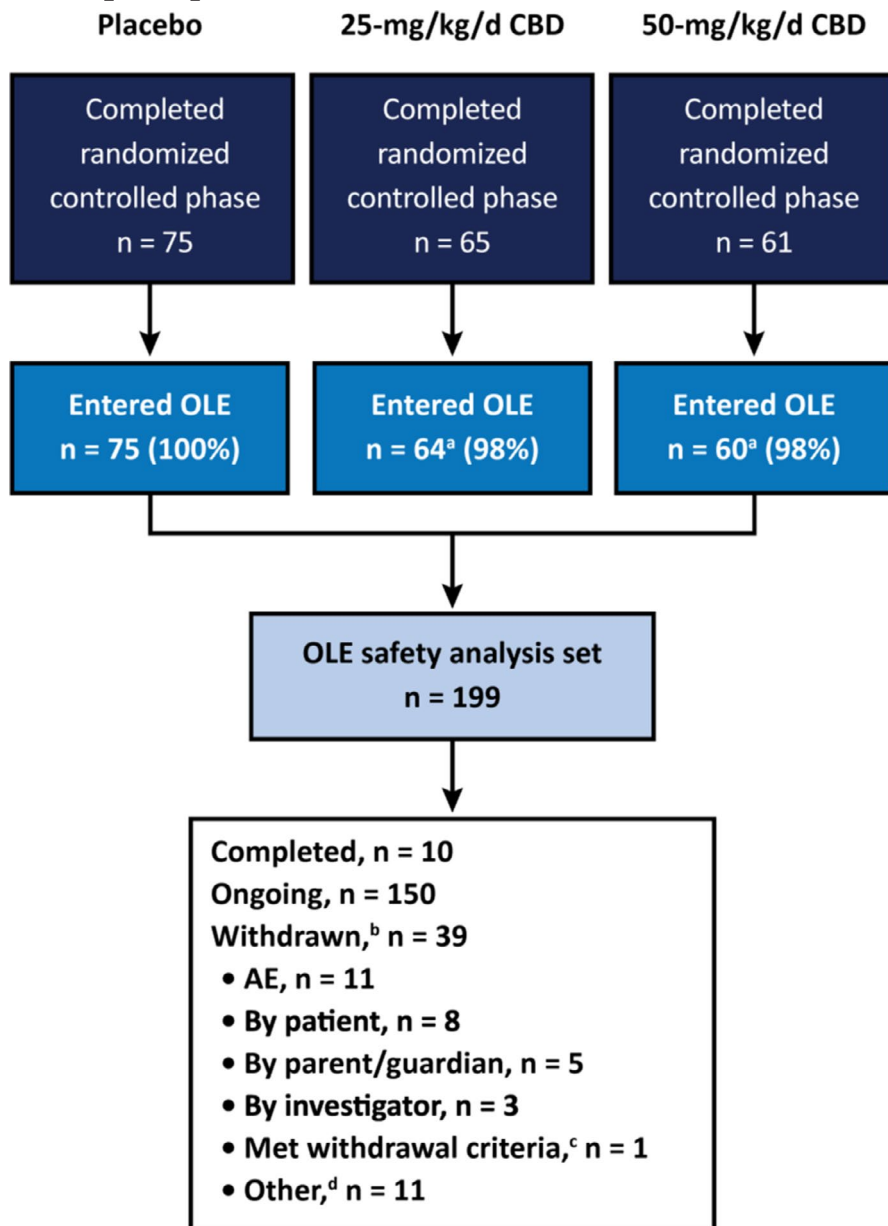 Placebo
25-mg/kg/d CBD
50-mg/kg/d CBD
Completed
randomized
controlled phase
n = 75
Completed
randomized
controlled phase
n = 65
Completed
randomized
controlled phase
n = 61
Entered OLE
n = 75 (100%)
Entered OLE
n = 64ᵃ (98%)
Entered OLE
n = 60ᵃ (98%)
OLE safety analysis set
n = 199
Completed, n = 10
Ongoing, n = 150
Withdrawn,ᵇ n = 39
• AE, n = 11
• By patient, n = 8
• By parent/guardian, n = 5
• By investigator, n = 3
• Met withdrawal criteria,ᶜ n = 1
• Other,ᵈ n = 11